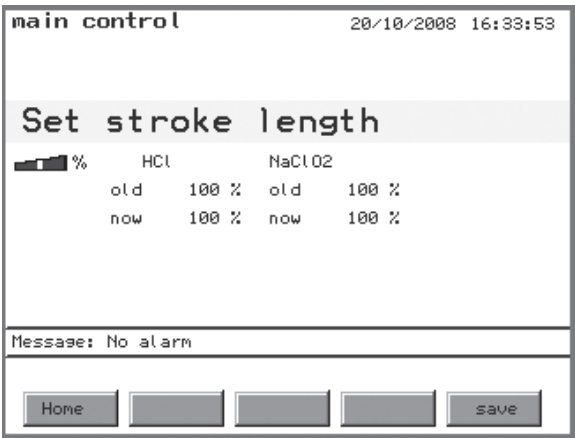 main control 20/10/2008 16:33:53
Set stroke length
% HCl NaClO2
old 100 % old 100 %
now 100 % now 100 %
Message: No alarm
Home save